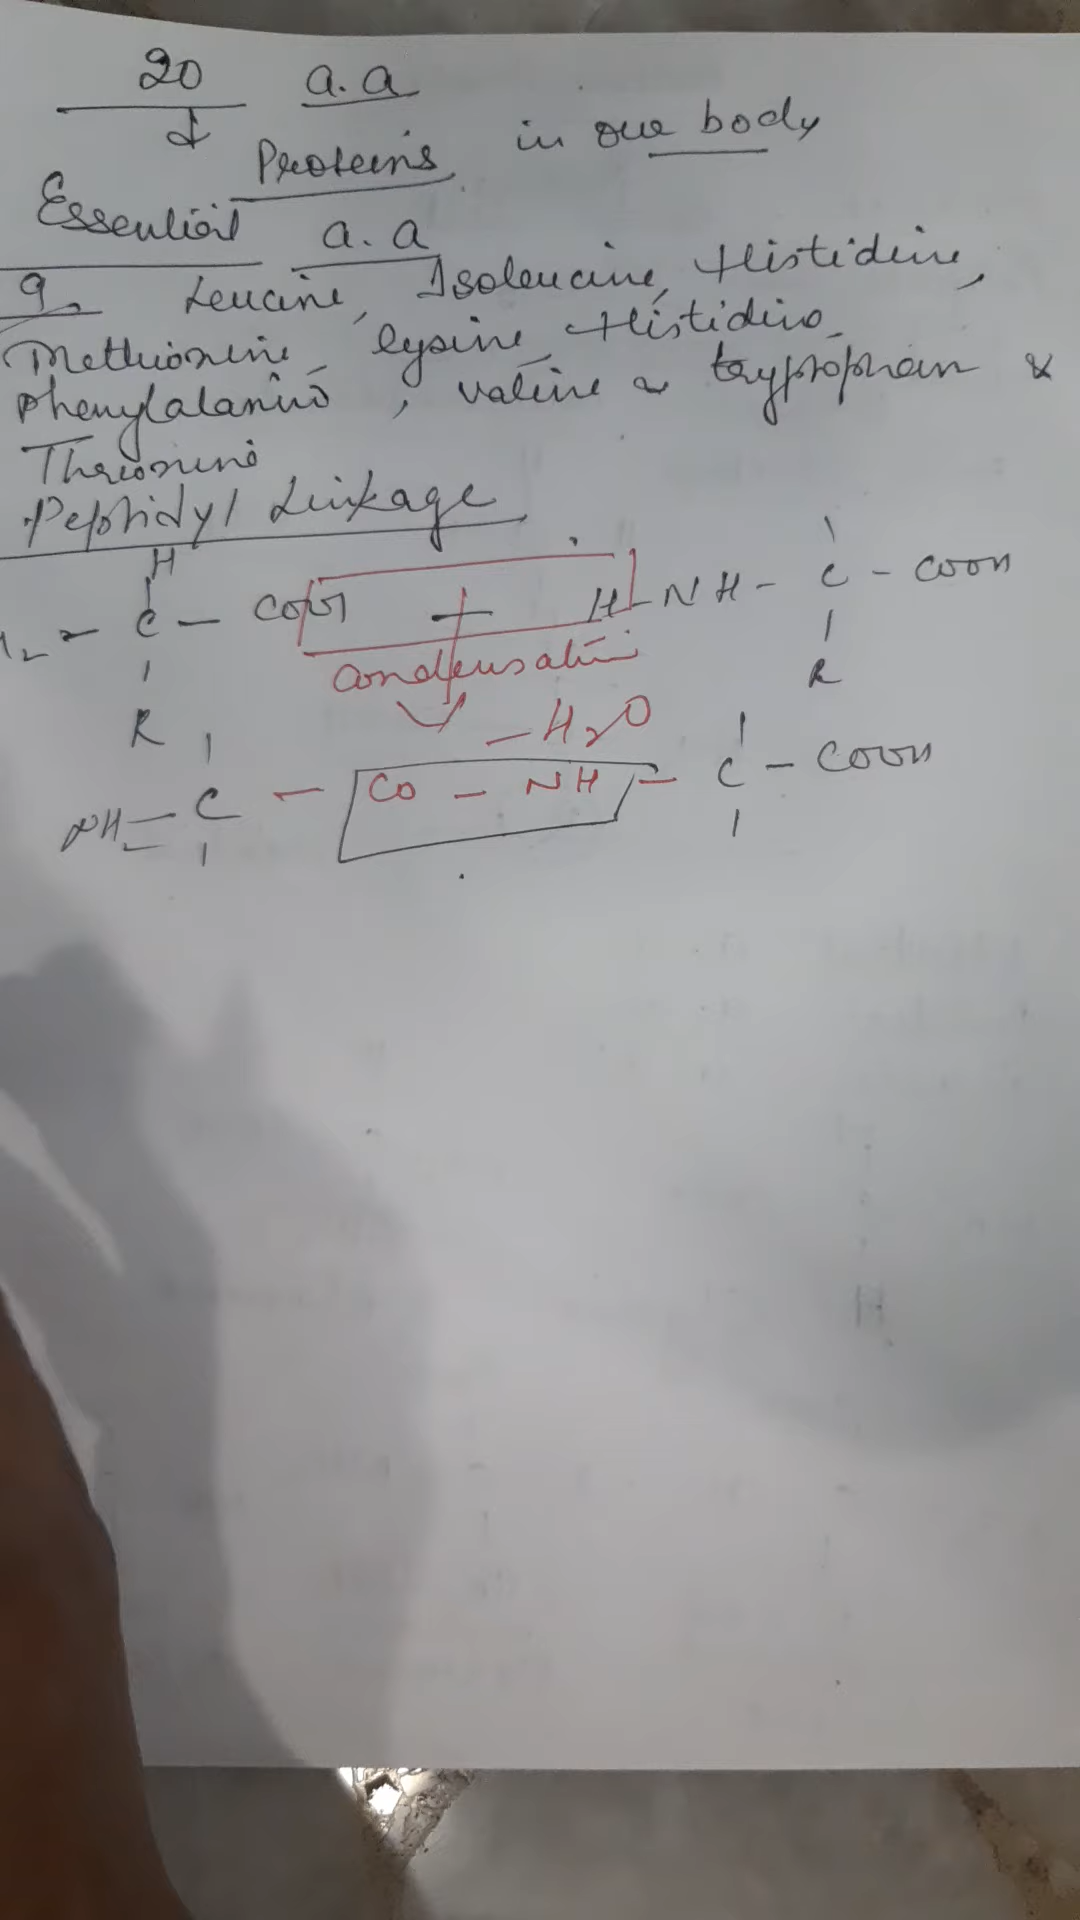 20 a.a
↓ Proteins in our body
Essential a.a
9. Leucine, Isoleucine, Histidine,
Methionine, lysine, Histidine
Phenylalanine, valine & tryptophan &
Threonine
Peptidyl Linkage
H
- C - COOH + H-NH - C - COOH
R R
Condensation
- H2O
NH2 - C - CO - NH - C - COOH